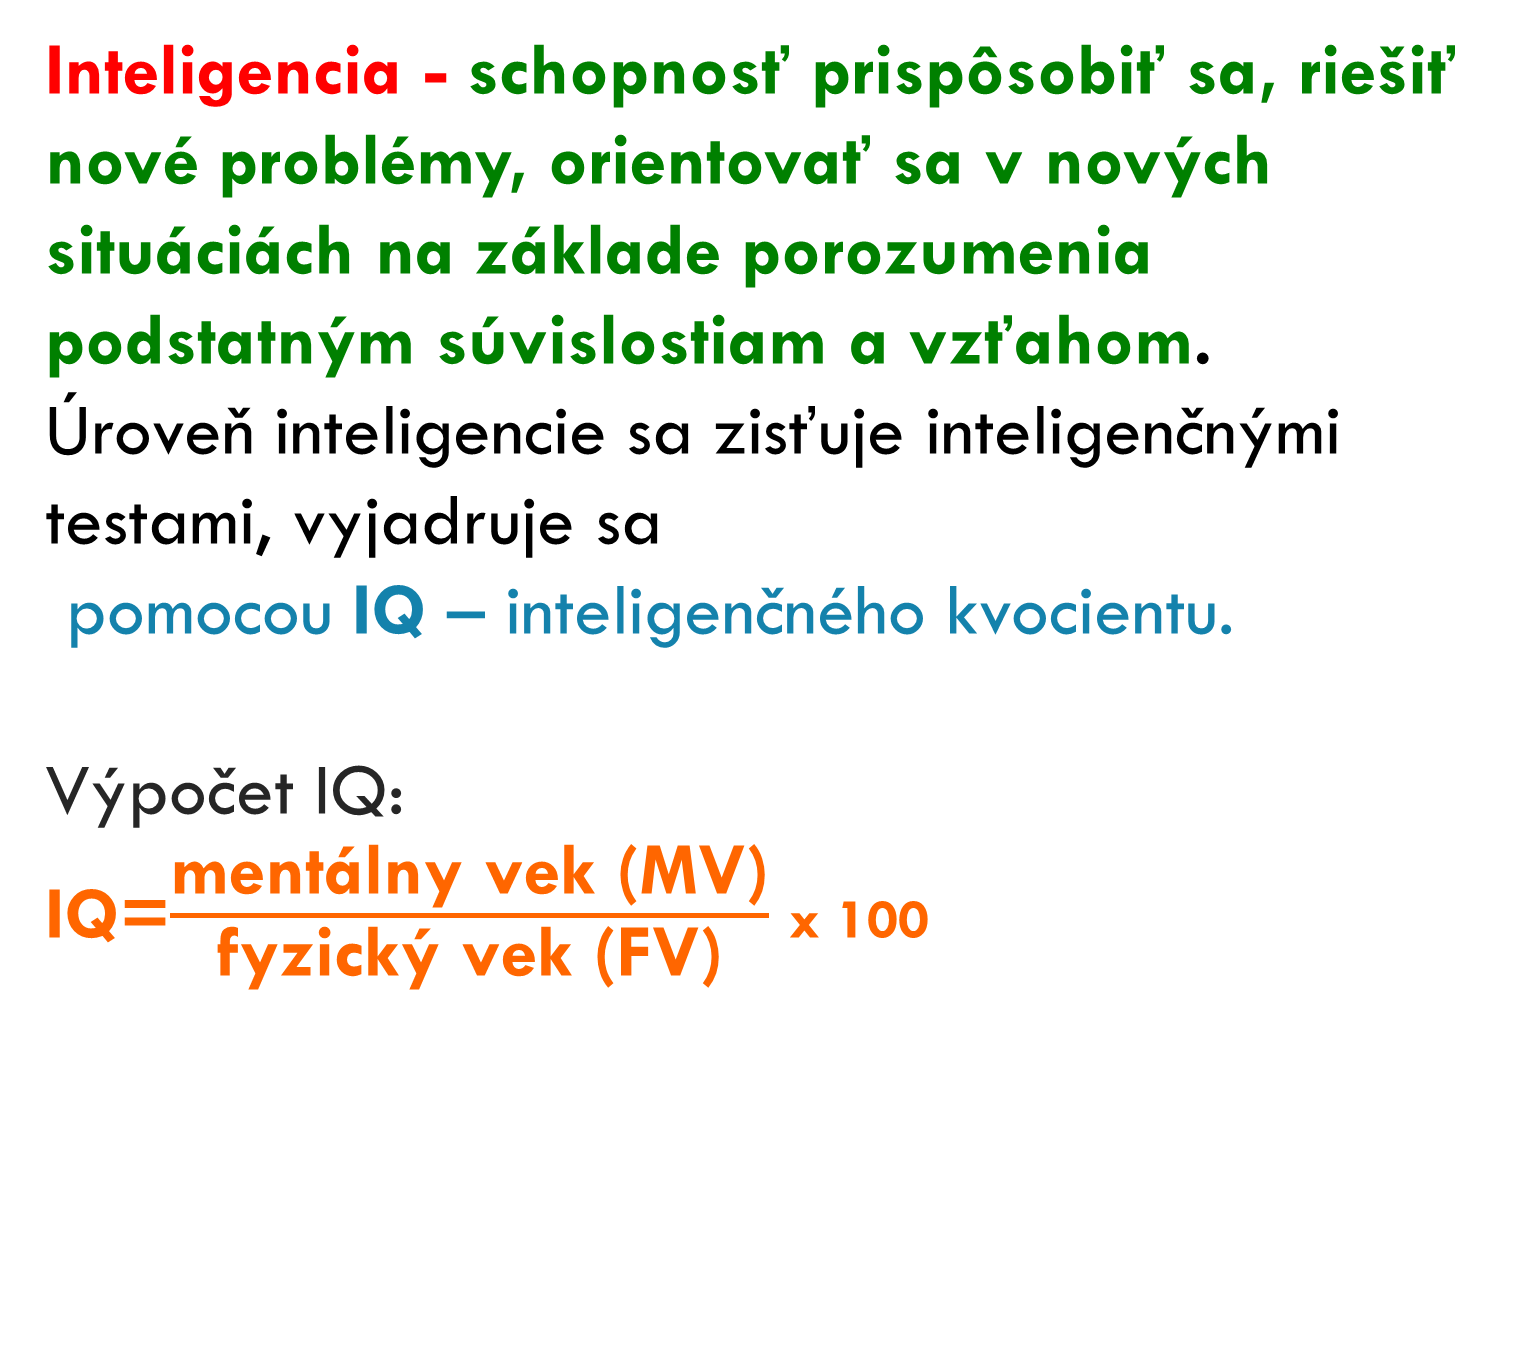 Inteligencia - schopnosť prispôsobiť sa, riešiť
nové problémy, orientovať sa v nových
situáciách na základe porozumenia
podstatným súvislostiam a vzťahom.
Úroveň inteligencie sa zisťuje inteligenčnými
testami, vyjadruje sa
pomocou IQ – inteligenčného kvocientu.
Výpočet IQ:
mentálny vek (MV)
IQ= x 100
fyzický vek (FV)